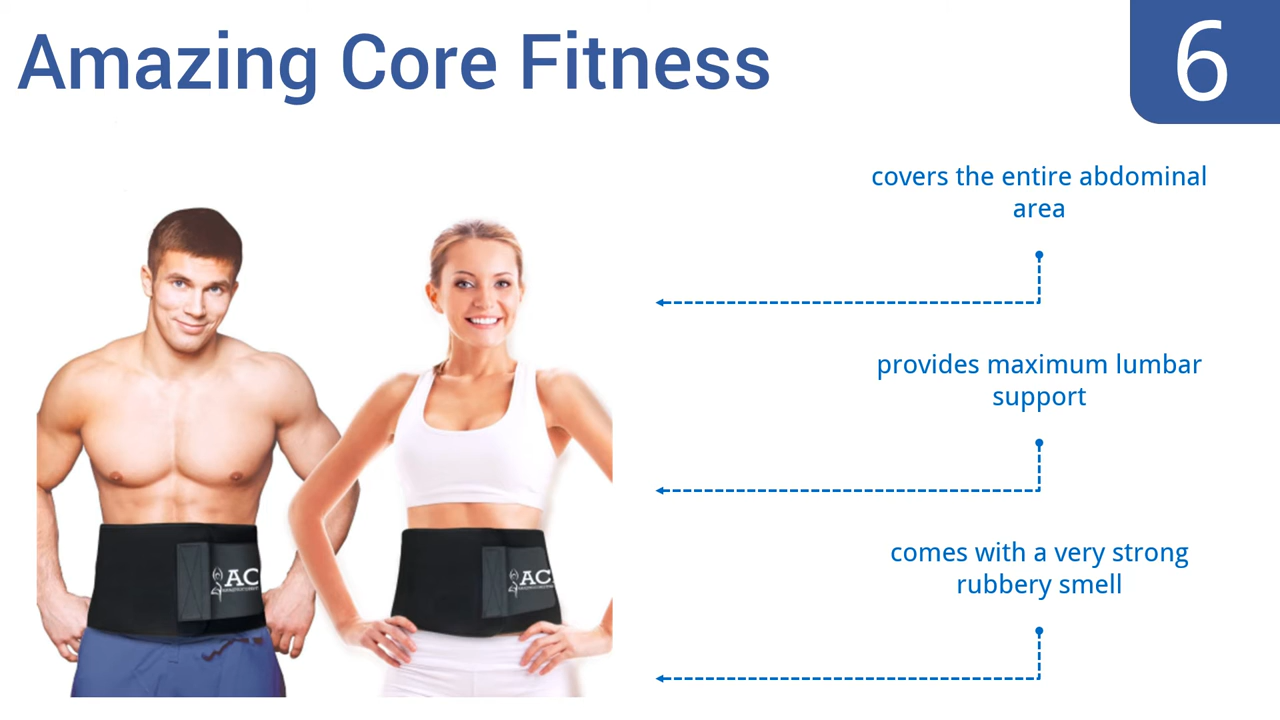 Amazing Core Fitness
6
covers the entire abdominal
area
provides maximum lumbar
support
comes with a very strong
rubbery smell
AC
AC